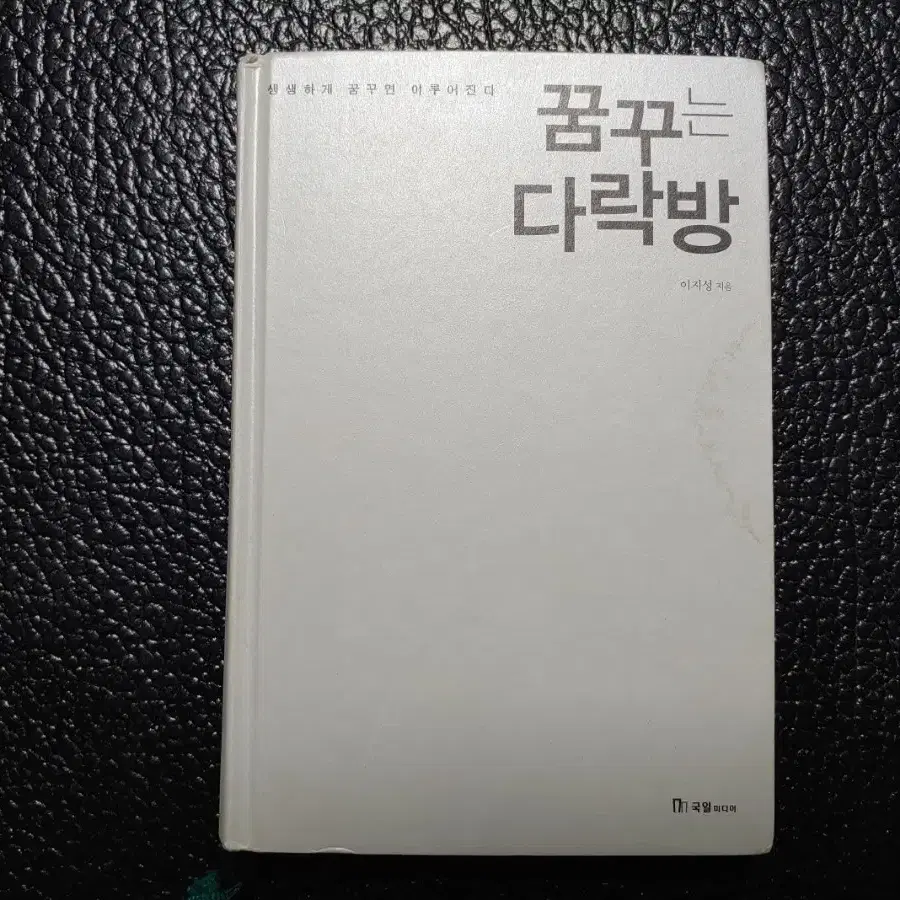 생생하게 꿈꾸면 이루어진다
꿈꾸는
다락방
이지성 지음
국일미디어